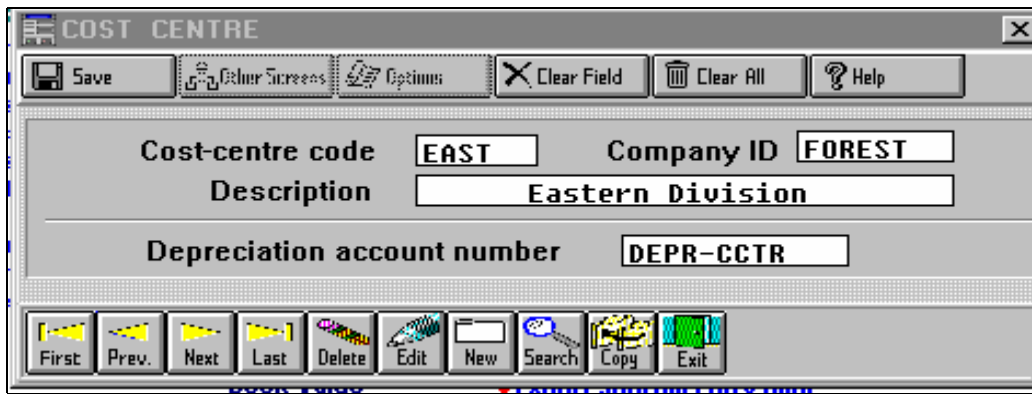 COST CENTRE
Save Other Screens Options Clear Field Clear All Help
Cost-centre code EAST Company ID FOREST
Description Eastern Division
Depreciation account number DEPR-CCTR
First Prev. Next Last Delete Edit New Search Copy Exit